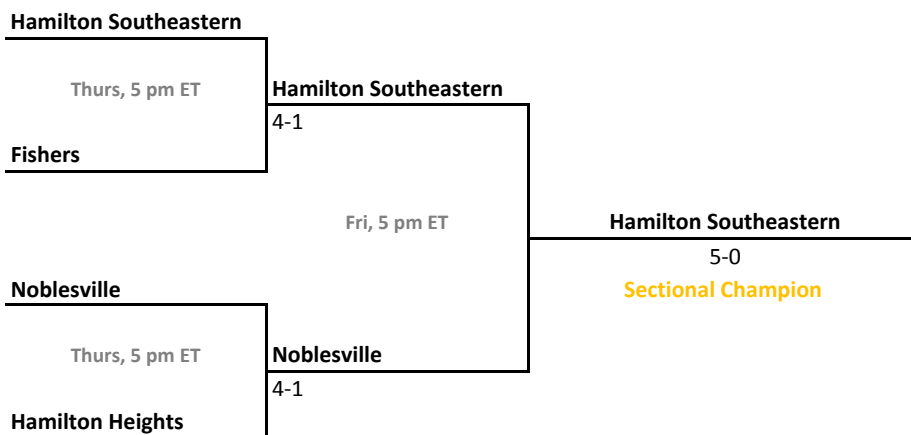 Hamilton Southeastern
Thurs, 5 pm ET
Hamilton Southeastern
4-1
Fishers
Fri, 5 pm ET
Hamilton Southeastern
5-0
Noblesville
Sectional Champion
Thurs, 5 pm ET
Noblesville
4-1
Hamilton Heights